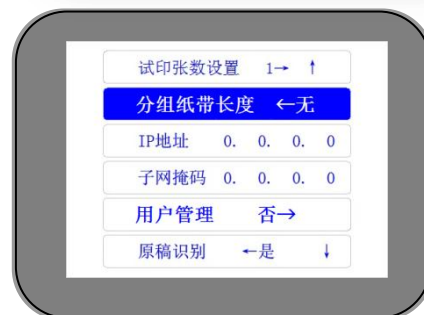 试印张数设置 1→ ↑
分组纸带长度 ←无
IP地址 0. 0. 0. 0
子网掩码 0. 0. 0. 0
用户管理 否→
原稿识别 ←是 ↓